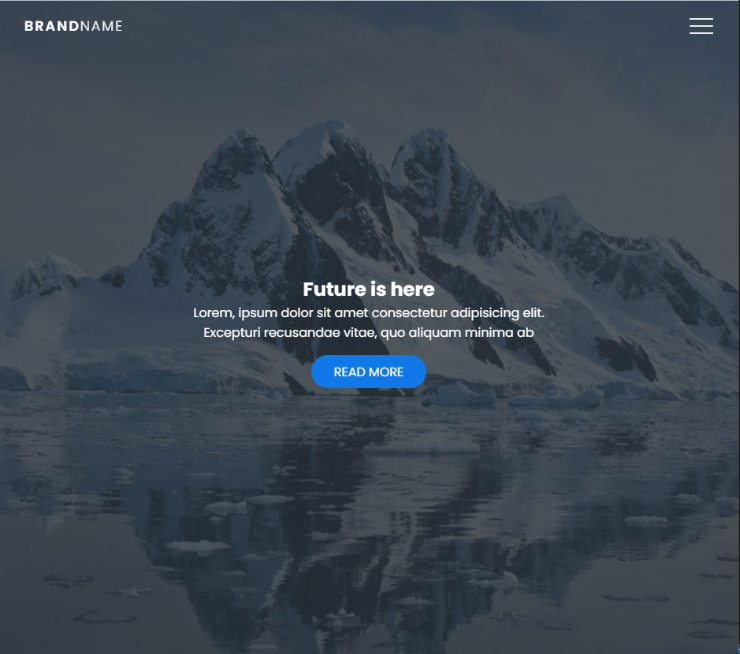 BRANDNAME
Future is here
Lorem, ipsum dolor sit amet consectetur adipisicing elit.
Excepturi recusandae vitae, quo aliquam minima ab
READ MORE